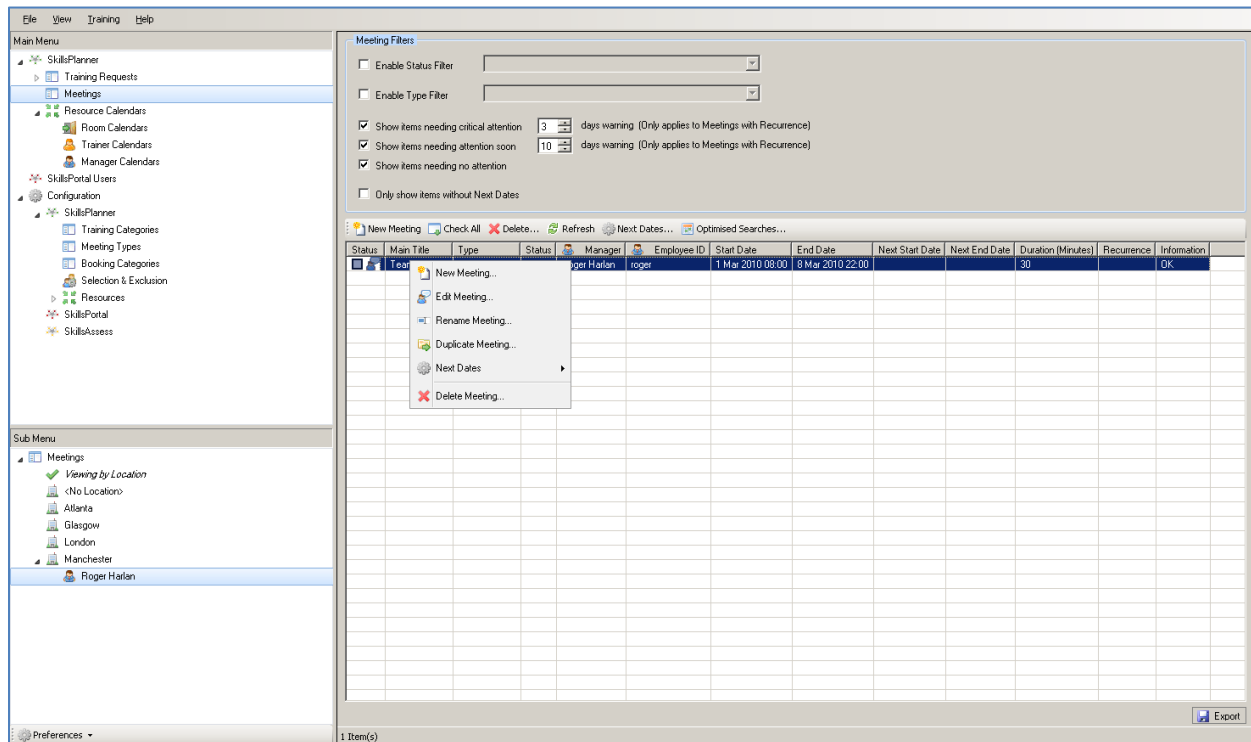 File View Training Help
Main Menu
SkillsPlanner
Training Requests
Meetings
Resource Calendars
Room Calendars
Trainer Calendars
Manager Calendars
SkillsPortal Users
Configuration
SkillsPlanner
Training Categories
Meeting Types
Booking Categories
Selection & Exclusion
Resources
SkillsPortal
SkillsAssess
Sub Menu
Meetings
Viewing by Location
<No Location>
Atlanta
Glasgow
London
Manchester
Roger Harlan
Preferences
Meeting Filters
Enable Status Filter
Enable Type Filter
Show items needing critical attention 3 days warning (Only applies to Meetings with Recurrence)
Show items needing attention soon 10 days warning (Only applies to Meetings with Recurrence)
Show items needing no attention
Only show items without Next Dates
New Meeting Check All Delete... Refresh Next Dates... Optimised Searches...
Status Main Title Type Status Manager Employee ID Start Date End Date Next Start Date Next End Date Duration (Minutes) Recurrence Information
Harlan roger 1 Mar 2010 08:00 8 Mar 2010 22:00 30 OK
New Meeting...
Edit Meeting...
Rename Meeting...
Duplicate Meeting...
Next Dates
Delete Meeting...
Export
1 Item(s)